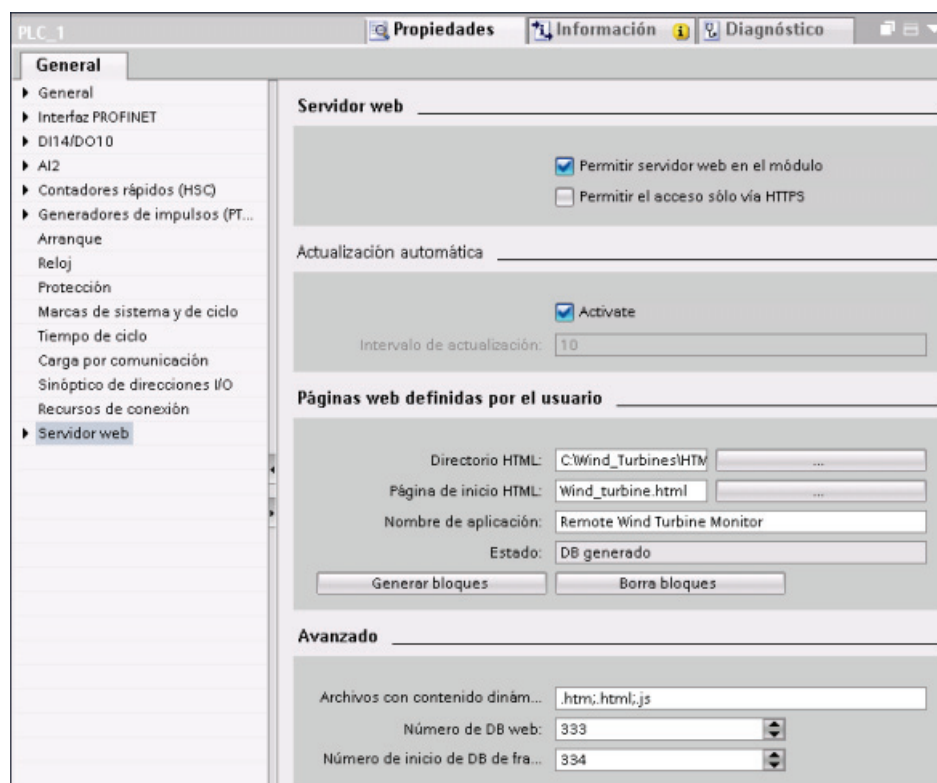 PLC_1
Propiedades
Información
Diagnóstico
General
General
Interfaz PROFINET
DI14/DO10
AI2
Contadores rápidos (HSC)
Generadores de impulsos (PT...
Arranque
Reloj
Protección
Marcas de sistema y de ciclo
Tiempo de ciclo
Carga por comunicación
Sinóptico de direcciones I/O
Recursos de conexión
Servidor web
Servidor web
Permitir servidor web en el módulo
Permitir el acceso sólo vía HTTPS
Actualización automática
Activate
Intervalo de actualización: 10
Páginas web definidas por el usuario
Directorio HTML: C:\Wind_Turbines\HTM ...
Página de inicio HTML: Wind_turbine.html ...
Nombre de aplicación: Remote Wind Turbine Monitor
Estado: DB generado
Generar bloques Borra bloques
Avanzado
Archivos con contenido dinám... .htm;.html;.js
Número de DB web: 333
Número de inicio de DB de fra... 334